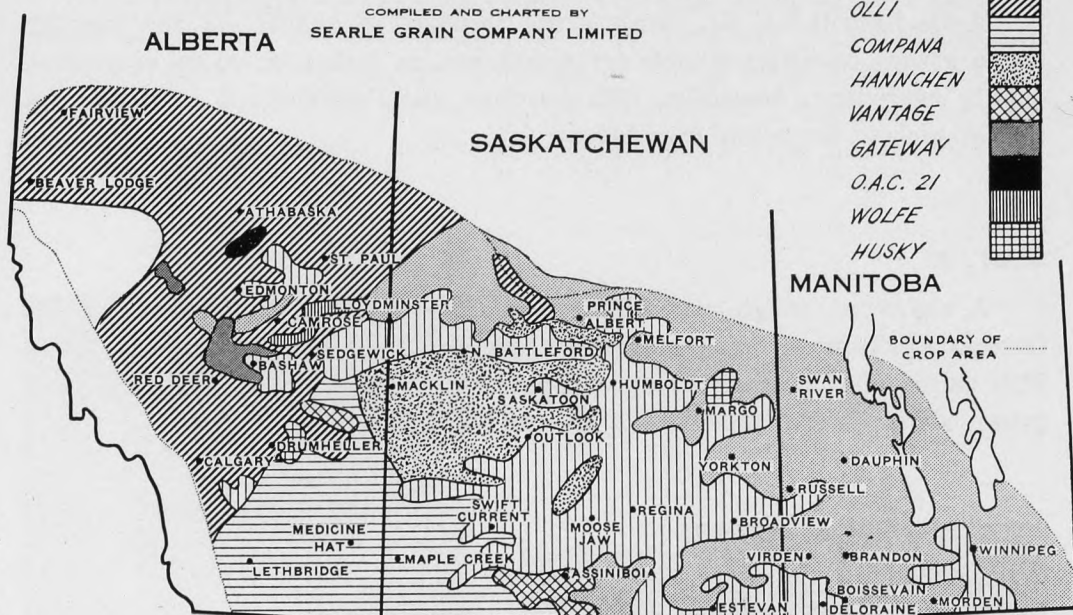 COMPILED AND CHARTED BY
SEARLE GRAIN COMPANY LIMITED
OLLI
COMPANA
HANNCHEN
VANTAGE
GATEWAY
O.A.C. 21
WOLFE
HUSKY
ALBERTA
SASKATCHEWAN
MANITOBA
BOUNDARY OF
CROP AREA
FAIRVIEW
BEAVER LODGE
ATHABASKA
ST. PAUL
EDMONTON
LLOYDMINSTER
CAMROSE
SEDGEWICK
BASHAW
RED DEER
DRUMHELLER
CALGARY
MEDICINE
HAT
LETHBRIDGE
PRINCE
ALBERT
MELFORT
N. BATTLEFORD
MACKLIN
SASKATOON
HUMBOLDT
MARGO
OUTLOOK
YORKTON
SWIFT
CURRENT
MOOSE
JAW
REGINA
BROADVIEW
MAPLE CREEK
ASSINIBOIA
ESTEVAN
SWAN
RIVER
DAUPHIN
RUSSELL
VIRDEN
BRANDON
WINNIPEG
BOISSEVAIN
DELORAINE
MORDEN